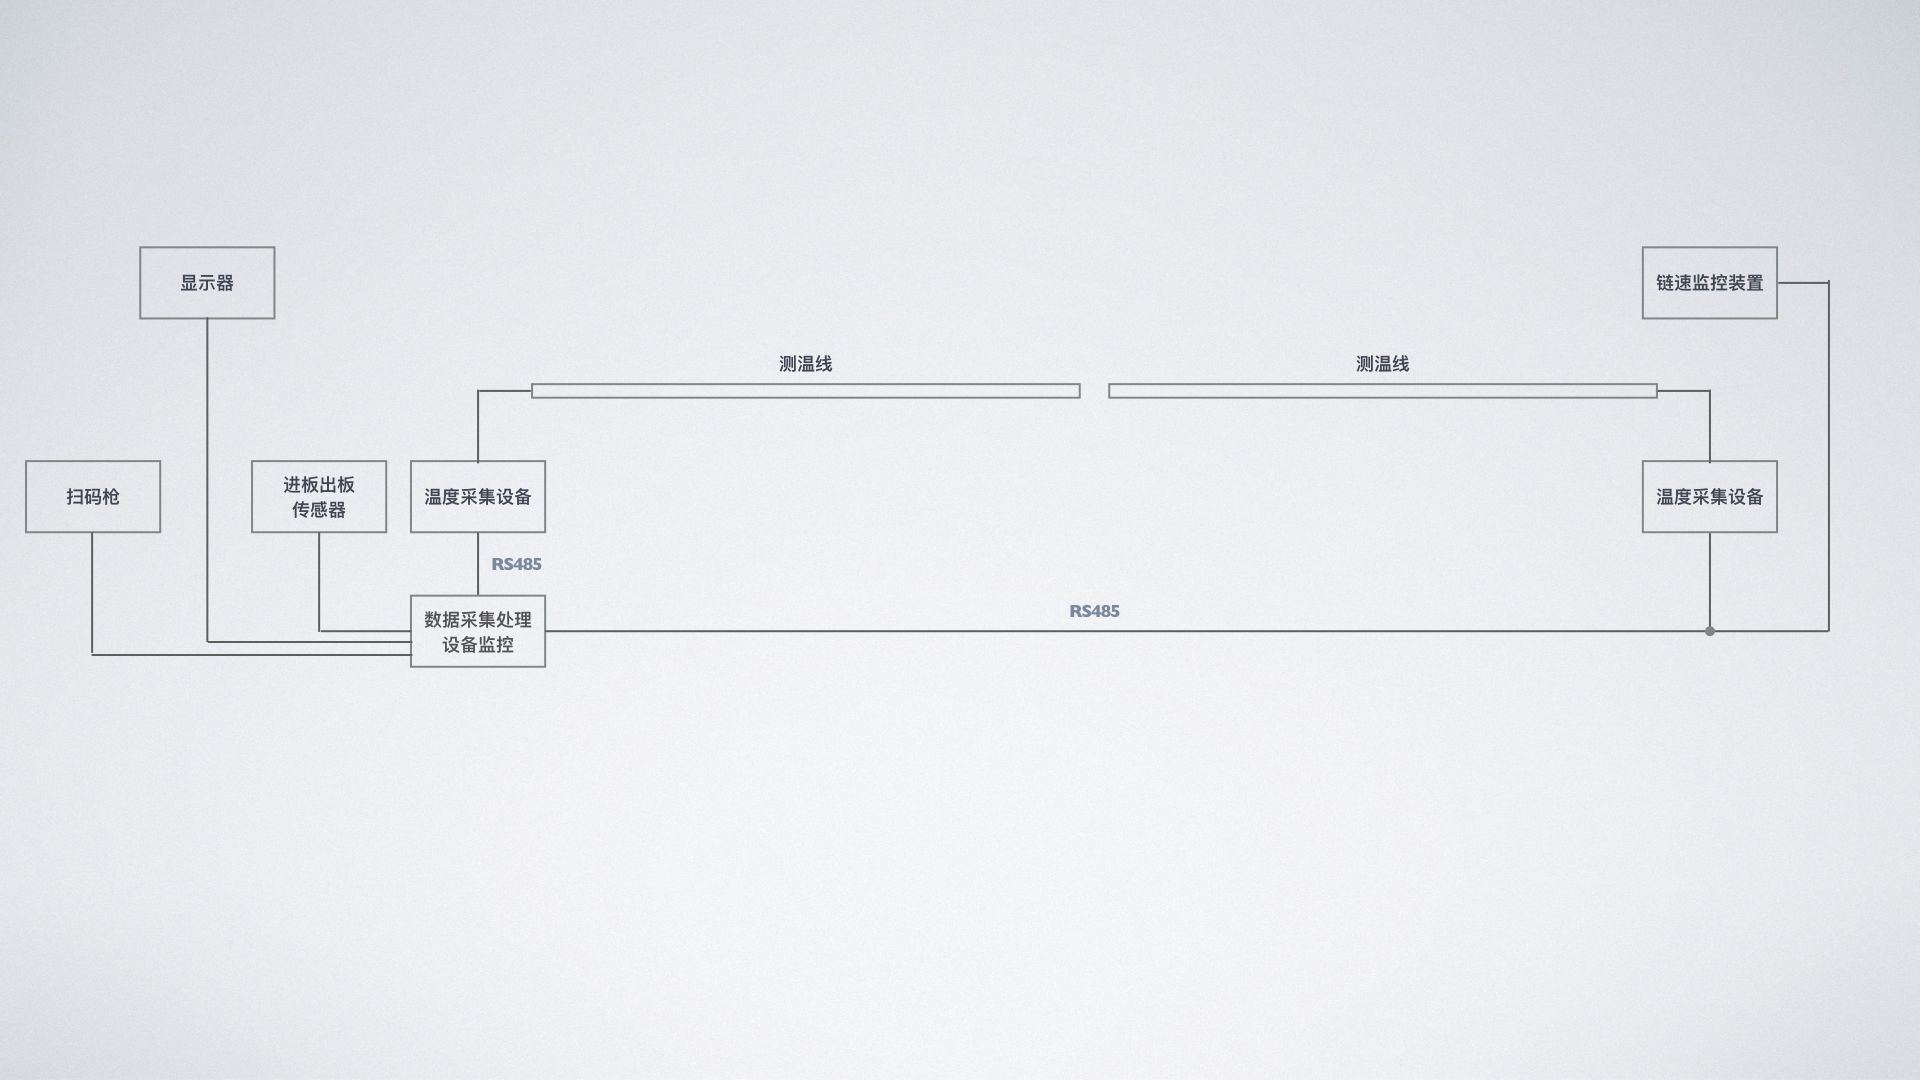 显示器
链速监控装置
测温线
测温线
扫码枪
进板出板
传感器
温度采集设备
温度采集设备
RS485
RS485
数据采集处理
设备监控